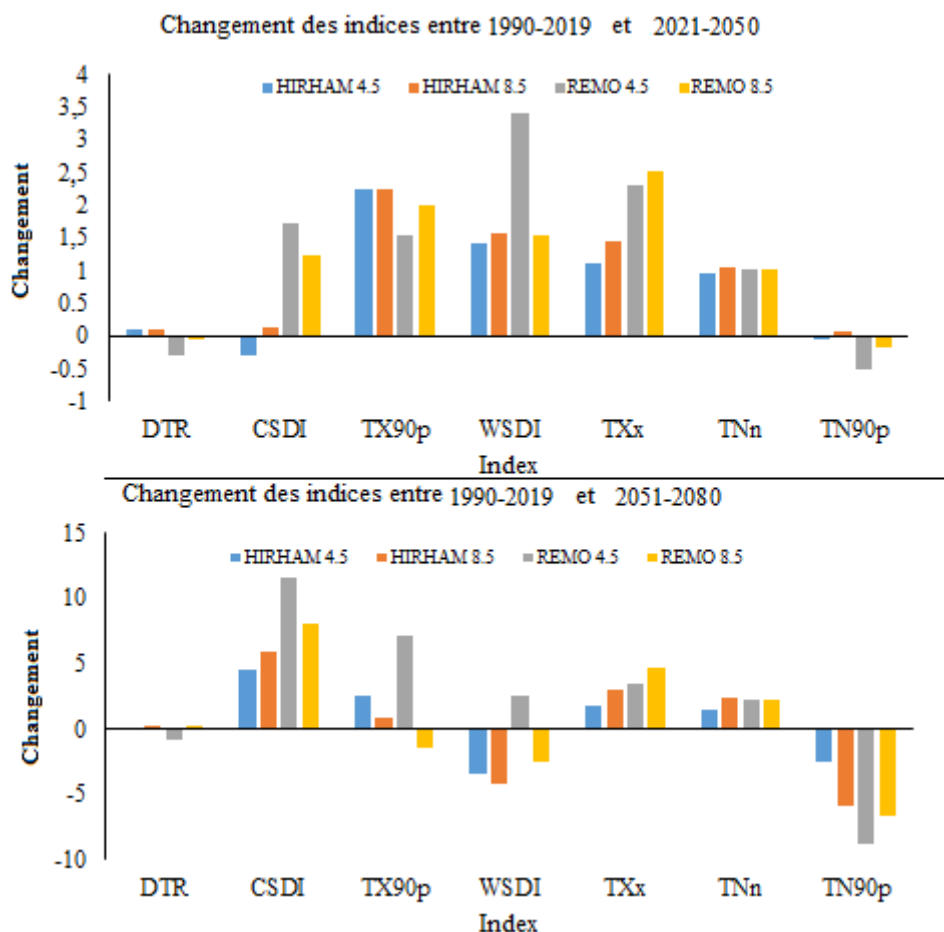 Changement des indices entre 1990-2019 et 2021-2050
4
3,5
3
2,5
2
1,5
1
0.5
0
-0.5
-1
Changement
HIRHAM 4.5 HIRHAM 8.5 REMO 4.5 REMO 8.5
DTR CSDI TX90p WSDI TXx TNn TN90p
Index
Changement des indices entre 1990-2019 et 2051-2080
15
10
5
0
-5
-10
Changement
HIRHAM 4.5 HIRHAM 8.5 REMO 4.5 REMO 8.5
DTR CSDI TX90p WSDI TXx TNn TN90p
Index